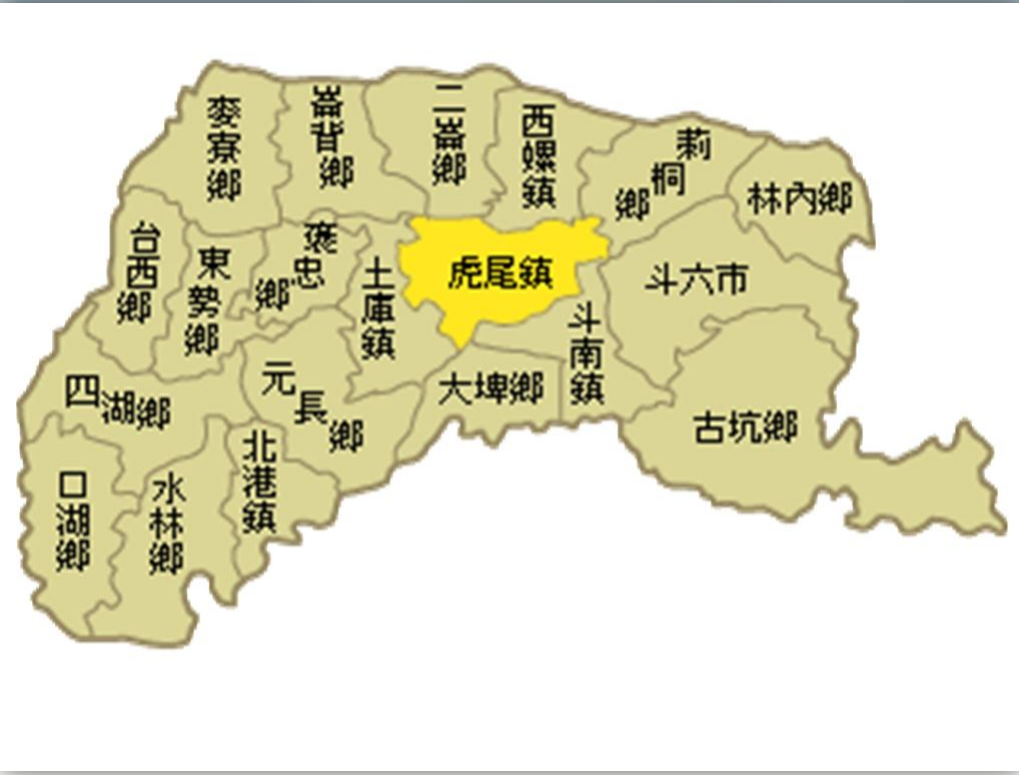 麥寮鄉
崙背鄉
二崙鄉
西螺鎮
莿桐鄉
林內鄉
台西鄉
東勢鄉
褒忠鄉
土庫鎮
虎尾鎮
斗南鎮
斗六市
四湖鄉
元長鄉
大埤鄉
古坑鄉
口湖鄉
水林鄉
北港鎮